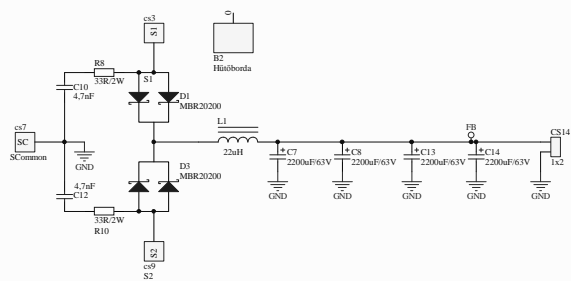 cs3
S1
0
B2
Hűtőborda
R8
33R/2W
S1
C10
4,7nF
D1
MBR20200
cs7
SC
SCommon
GND
L1
22uH
FB
CS14
1x2
C7
2200uF/63V
C8
2200uF/63V
C13
2200uF/63V
C14
2200uF/63V
GND
GND
GND
GND
GND
D3
MBR20200
4,7nF
C12
33R/2W
R10
S2
cs9
S2